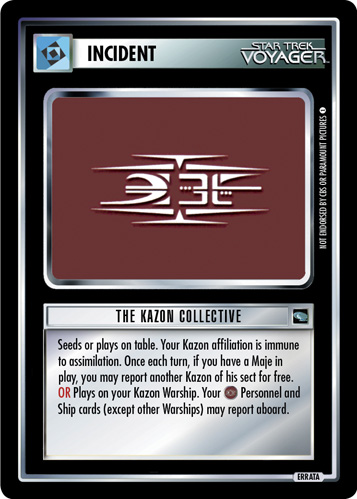 INCIDENT
STAR TREK
VOYAGER
NOT ENDORSED BY CBS OR PARAMOUNT PICTURES
THE KAZON COLLECTIVE
Seeds or plays on table. Your Kazon affiliation is immune
to assimilation. Once each turn, if you have a Maje in
play, you may report another Kazon of his sect for free.
OR Plays on your Kazon Warship. Your Personnel and
Ship cards (except other Warships) may report aboard.
ERRATA